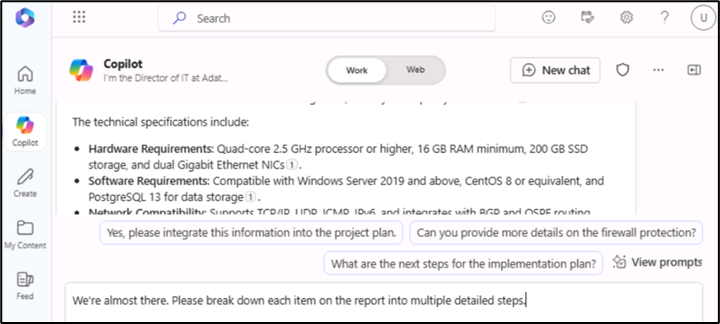 Search
U
Copilot
I'm the Director of IT at Adat...
Work
Web
New chat
Home
Copilot
Create
My Content
Feed
The technical specifications include:
• Hardware Requirements: Quad-core 2.5 GHz processor or higher, 16 GB RAM minimum, 200 GB SSD
storage, and dual Gigabit Ethernet NICs 1 .
• Software Requirements: Compatible with Windows Server 2019 and above, CentOS 8 or equivalent, and
PostgreSQL 13 for data storage 1 .
• Network Compatibility: Supports TCP/IP, UDP, ICMP, IPv6, and integrates with BGP and OSPF routing
Yes, please integrate this information into the project plan.
Can you provide more details on the firewall protection?
What are the next steps for the implementation plan?
View prompts
We're almost there. Please break down each item on the report into multiple detailed steps.